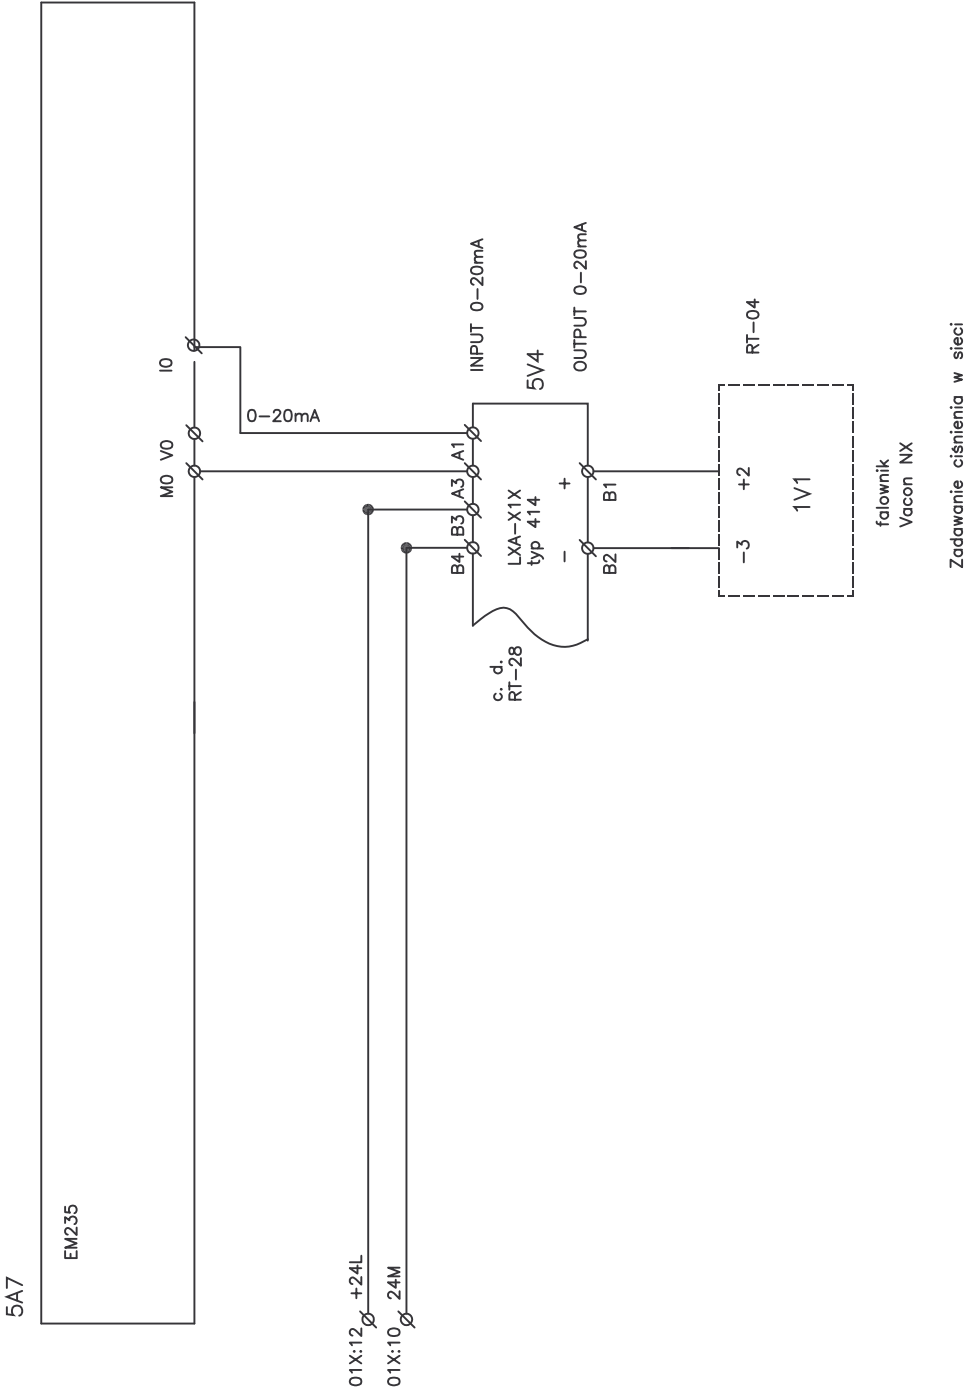 5A7
EM235
M0 V0
I0
0-20mA
01X:12 +24L
01X:10 24M
B4
B3
A3
A1
INPUT 0-20mA
LXA-X1X
typ 414
5V4
- +
OUTPUT 0-20mA
c. d.
RT-28
B2
B1
RT-04
-3
+2
1V1
falownik
Vacon NX
Zadawanie ciśnienia w sieci